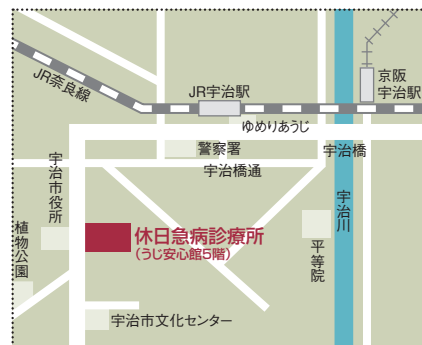 京阪
宇治駅
JR奈良線
JR宇治駅
ゆめりあうじ
警察署
宇治橋
宇治橋通
宇治市役所
宇治川
植物公園
休日急病診療所
（うじ安心館5階）
平等院
宇治市文化センター